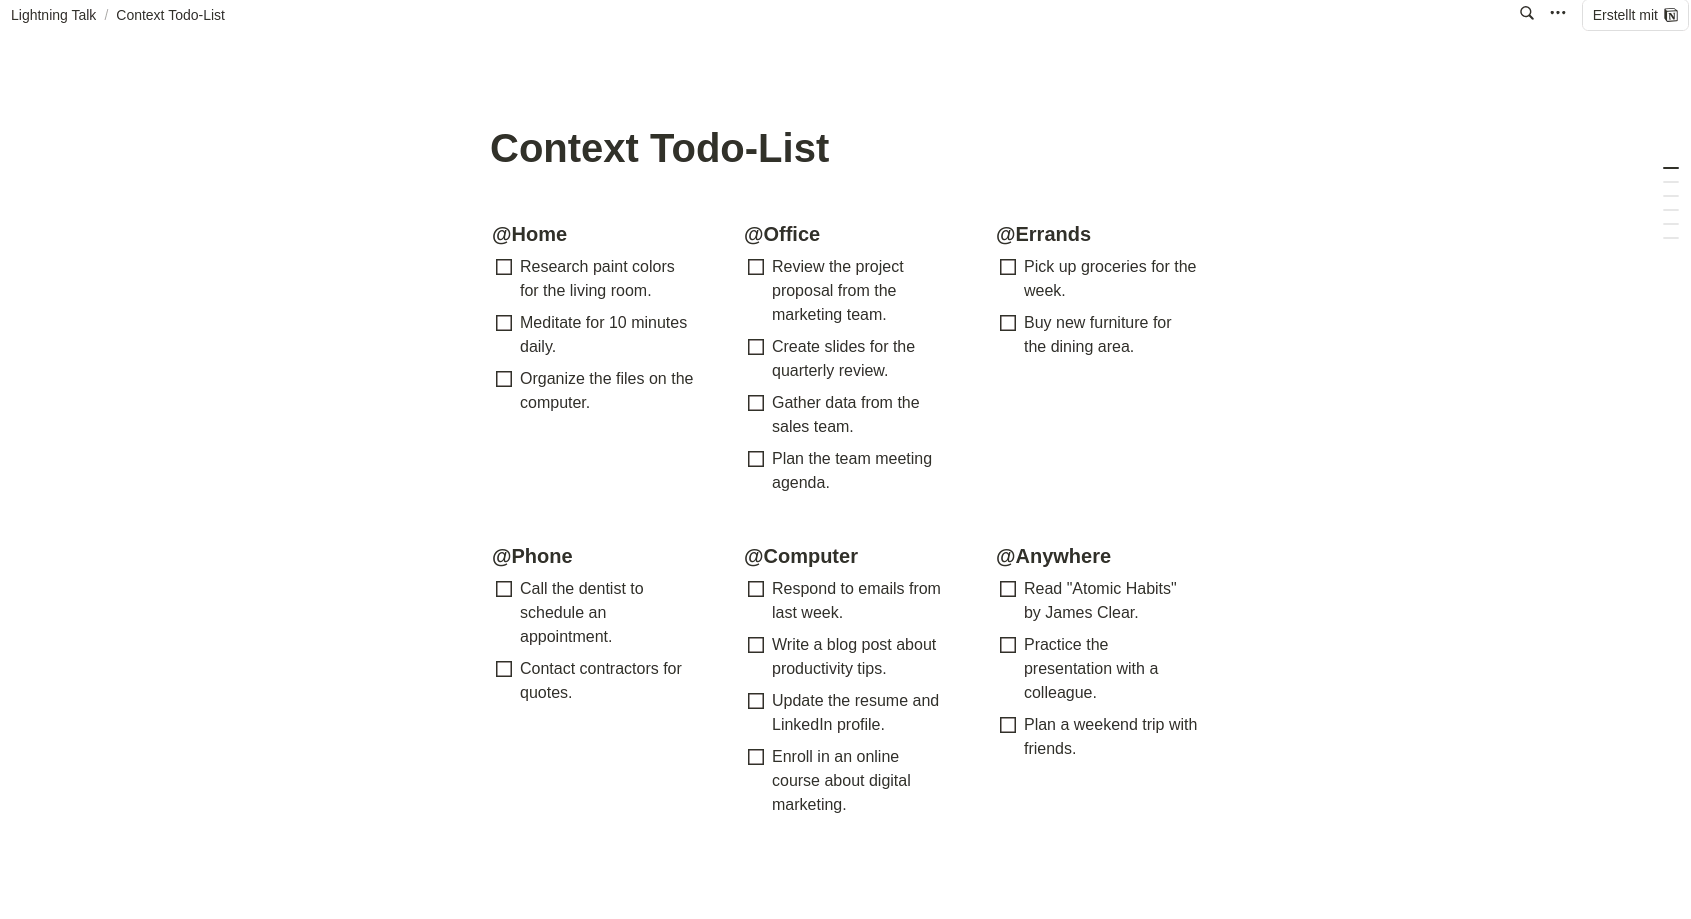 Lightning Talk / Context Todo-List
Erstellt mit
Context Todo-List
@Home
Research paint colors
for the living room.
Meditate for 10 minutes
daily.
Organize the files on the
computer.
@Office
Review the project
proposal from the
marketing team.
Create slides for the
quarterly review.
Gather data from the
sales team.
Plan the team meeting
agenda.
@Errands
Pick up groceries for the
week.
Buy new furniture for
the dining area.
@Phone
Call the dentist to
schedule an
appointment.
Contact contractors for
quotes.
@Computer
Respond to emails from
last week.
Write a blog post about
productivity tips.
Update the resume and
LinkedIn profile.
Enroll in an online
course about digital
marketing.
@Anywhere
Read "Atomic Habits"
by James Clear.
Practice the
presentation with a
colleague.
Plan a weekend trip with
friends.